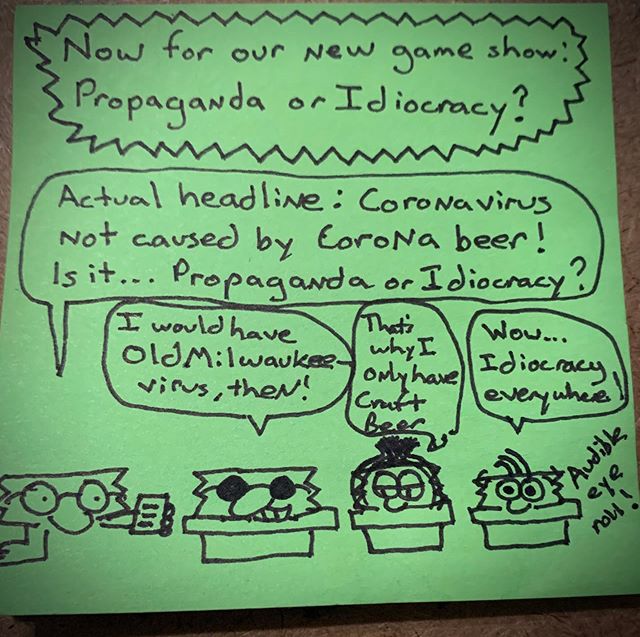 Now for our new game show:
Propaganda or Idiocracy?
Actual headline: Coronavirus
not caused by Corona beer!
Is it... Propaganda or Idiocracy?
I would have
Old Milwaukee
virus, then!
That's
why I
only have
Craft
Beer
Wow...
Idiocracy
everywhere!
Audible
eye
roll!